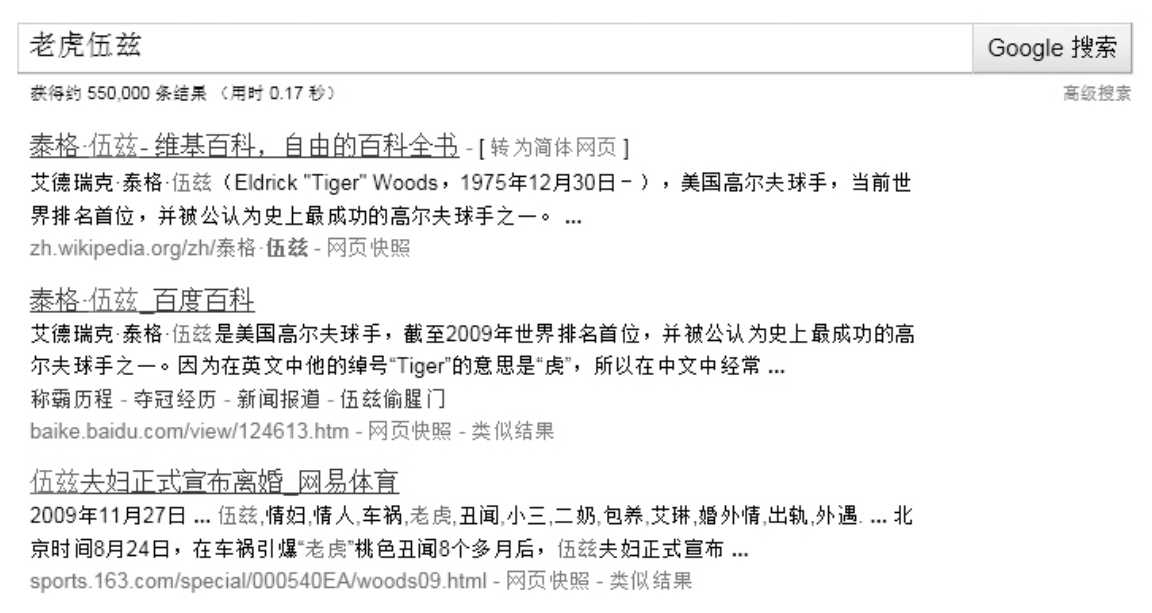 老虎伍兹
Google 搜索
获得约 550,000 条结果 （用时 0.17 秒）
高级搜索
泰格·伍兹- 维基百科，自由的百科全书 - [ 转为简体网页 ]
艾德瑞克·泰格·伍兹（Eldrick "Tiger" Woods，1975年12月30日－），美国高尔夫球手，当前世
界排名首位，并被公认为史上最成功的高尔夫球手之一。 ...
zh.wikipedia.org/zh/泰格·伍兹 - 网页快照
泰格·伍兹_百度百科
艾德瑞克·泰格·伍兹是美国高尔夫球手，截至2009年世界排名首位，并被公认为史上最成功的高
尔夫球手之一。因为在英文中他的绰号“Tiger”的意思是“虎”，所以在中文中经常 ...
称霸历程 - 夺冠经历 - 新闻报道 - 伍兹偷腥门
baike.baidu.com/view/124613.htm - 网页快照 - 类似结果
伍兹夫妇正式宣布离婚_网易体育
2009年11月27日 ... 伍兹,情妇,情人,车祸,老虎,丑闻,小三,二奶,包养,艾琳,婚外情,出轨,外遇. ... 北
京时间8月24日，在车祸引爆“老虎”桃色丑闻8个多月后，伍兹夫妇正式宣布 ...
sports.163.com/special/000540EA/woods09.html - 网页快照 - 类似结果